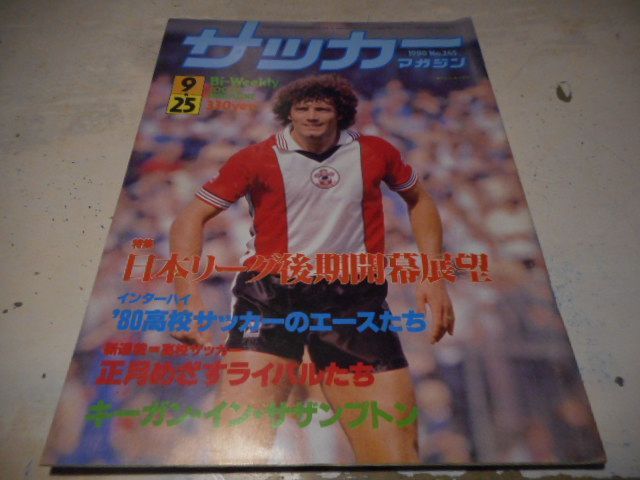 サッカー
マガジン
1980 No.245
9
25
Bi-Weekly
330yen
特集
日本リーグ後期開幕展望
インターハイ
'80高校サッカーのエースたち
新連載=高校サッカー
正月めざすライバルたち
キーガン・イン・サザンプトン